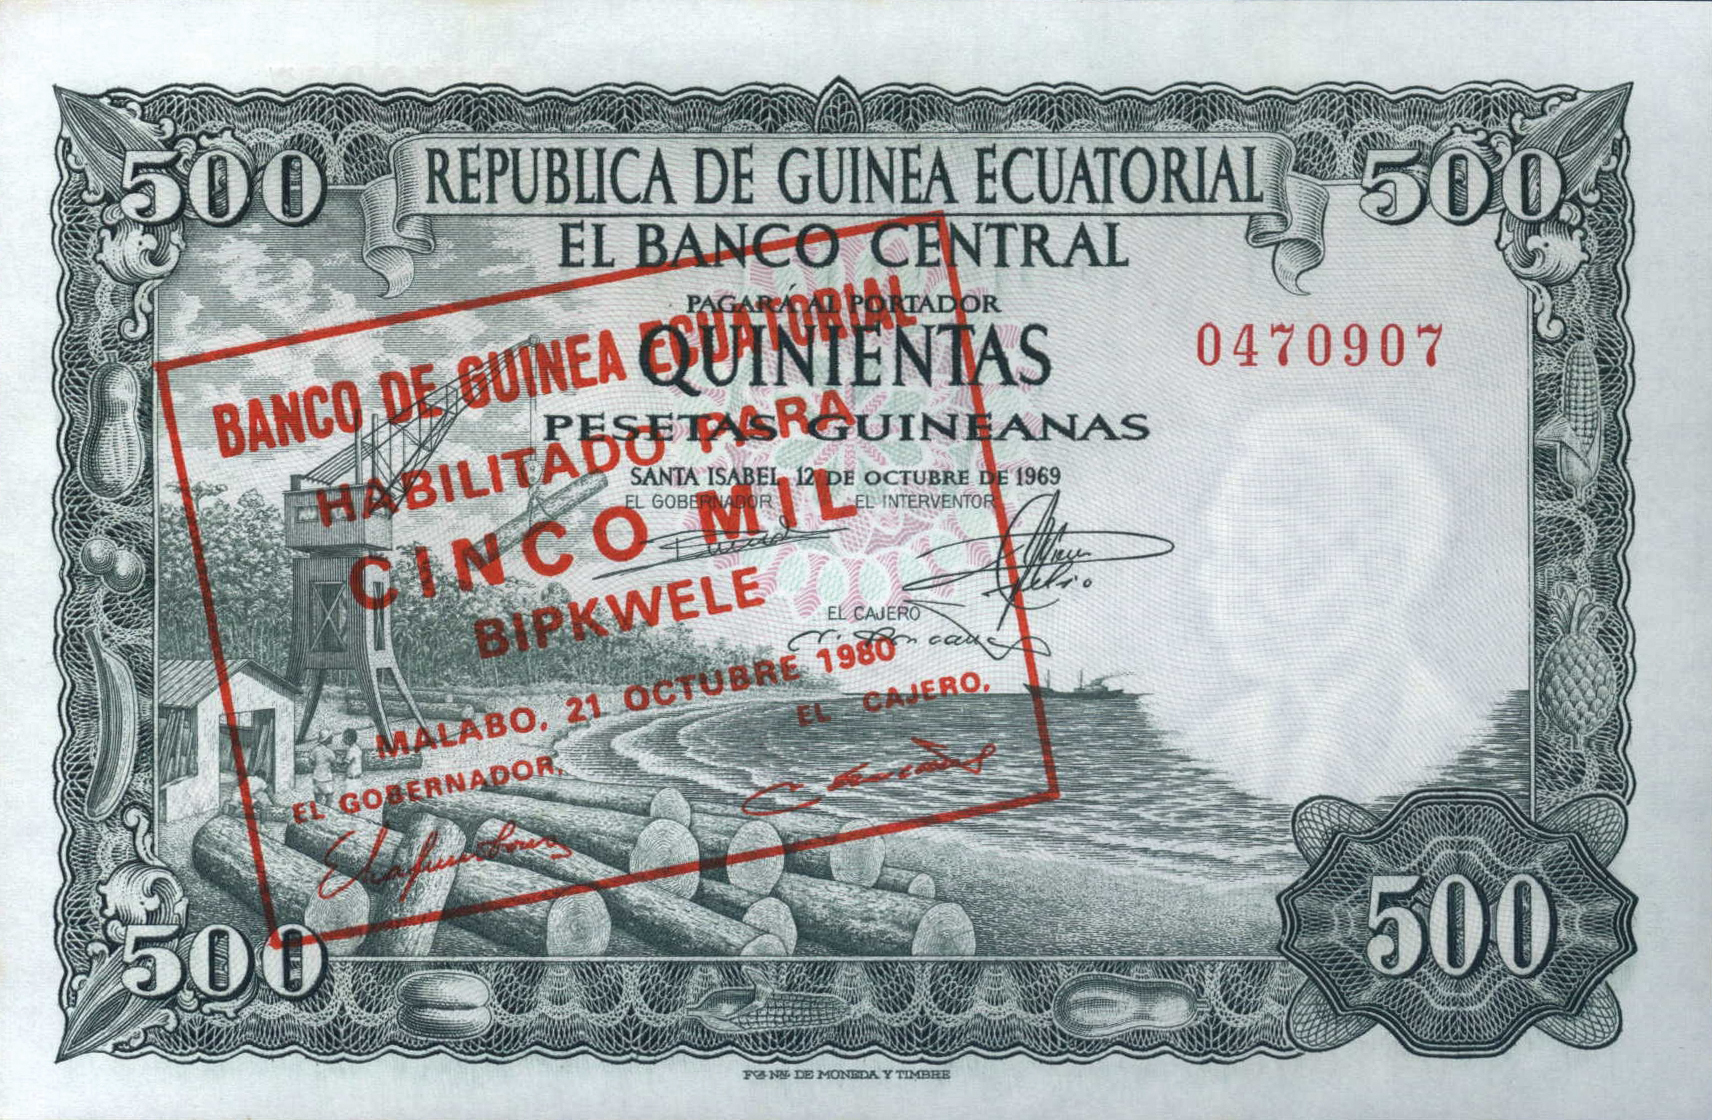 500
REPUBLICA DE GUINEA ECUATORIAL
500
EL BANCO CENTRAL
PAGARÁ AL PORTADOR
QUINIENTAS
PESETAS GUINEANAS
SANTA ISABEL, 12 DE OCTUBRE DE 1969
EL GOBERNADOR
EL INTERVENTOR
EL CAJERO
0470907
BANCO DE GUINEA ECUATORIAL
HABILITADO PARA
CINCO MIL
BIPKWELE
MALABO, 21 OCTUBRE 1980
EL GOBERNADOR,
EL CAJERO,
500
500
Fca. Nal. DE MONEDA Y TIMBRE